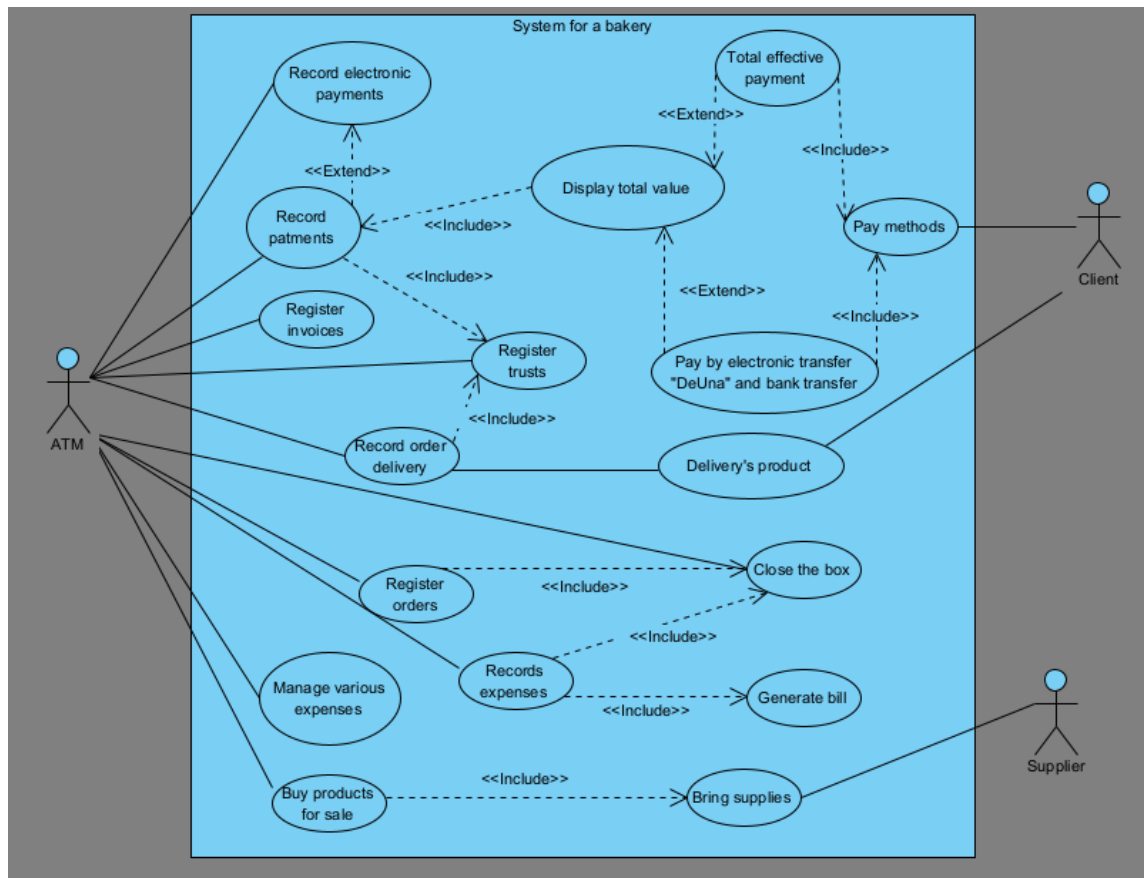 System for a bakery
Record electronic
payments
Total effective
payment
<<Extend>>
<<Include>>
<<Extend>>
Display total value
Record
patments
<<Include>>
Pay methods
Client
<<Include>>
<<Extend>>
Register
invoices
<<Include>>
Register
trusts
Pay by electronic transfer
"DeUna" and bank transfer
ATM
<<Include>>
Record order
delivery
Delivery's product
Close the box
Register
orders
<<Include>>
<<Include>>
Records
expenses
Manage various
expenses
Generate bill
<<Include>>
Supplier
<<Include>>
Buy products
for sale
Bring supplies